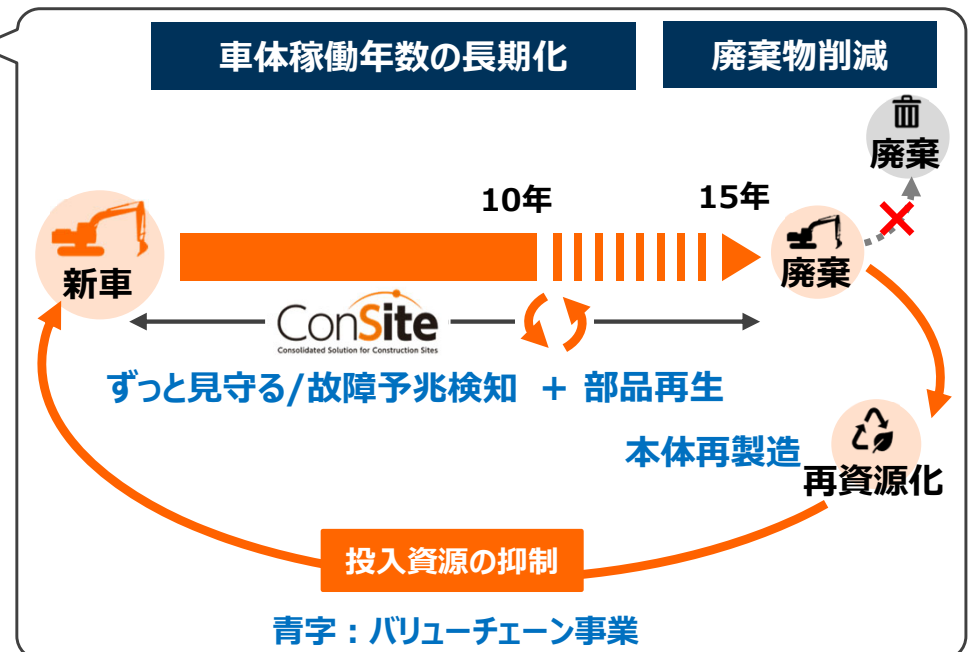 車体稼働年数の長期化
廃棄物削減
廃棄
10年
15年
新車
廃棄
ConSite
Consolidated Solution for Construction Sites
ずっと見守る/故障予兆検知 + 部品再生
本体再製造
再資源化
投入資源の抑制
青字：バリューチェーン事業